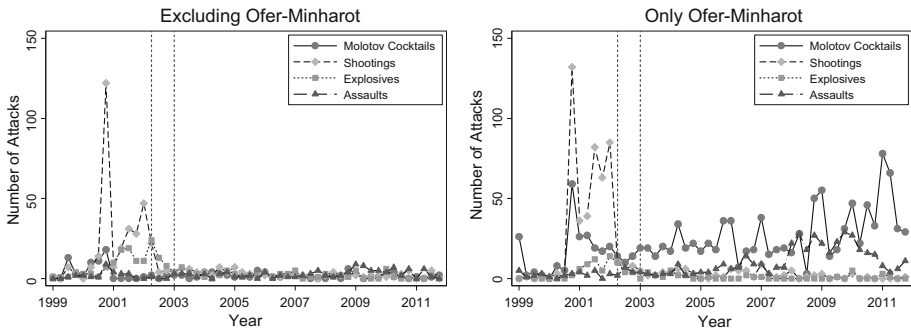 Excluding Ofer-Minharot
150
100
50
0
Number of Attacks
Molotov Cocktails
Shootings
Explosives
Assaults
1999
2001
2003
2005
2007
2009
2011
Year
Only Ofer-Minharot
150
100
50
0
Number of Attacks
Molotov Cocktails
Shootings
Explosives
Assaults
1999
2001
2003
2005
2007
2009
2011
Year